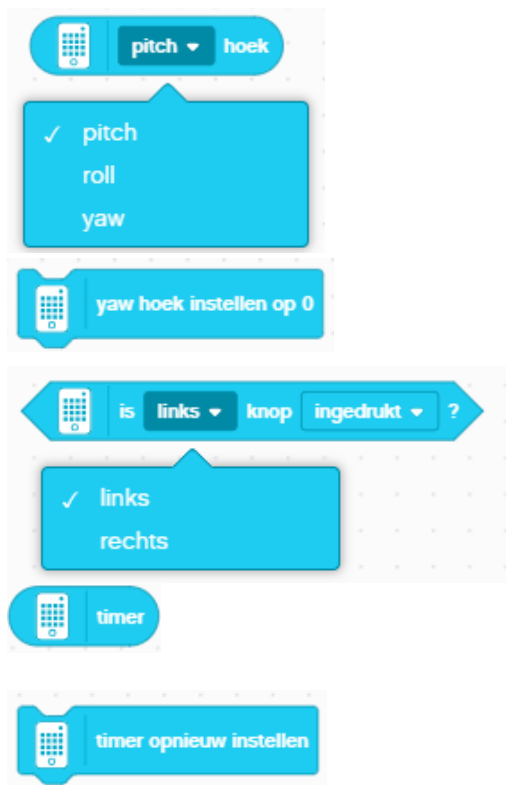 pitch hoek
pitch
roll
yaw
yaw hoek instellen op 0
is links knop ingedrukt ?
links
rechts
timer
timer opnieuw instellen